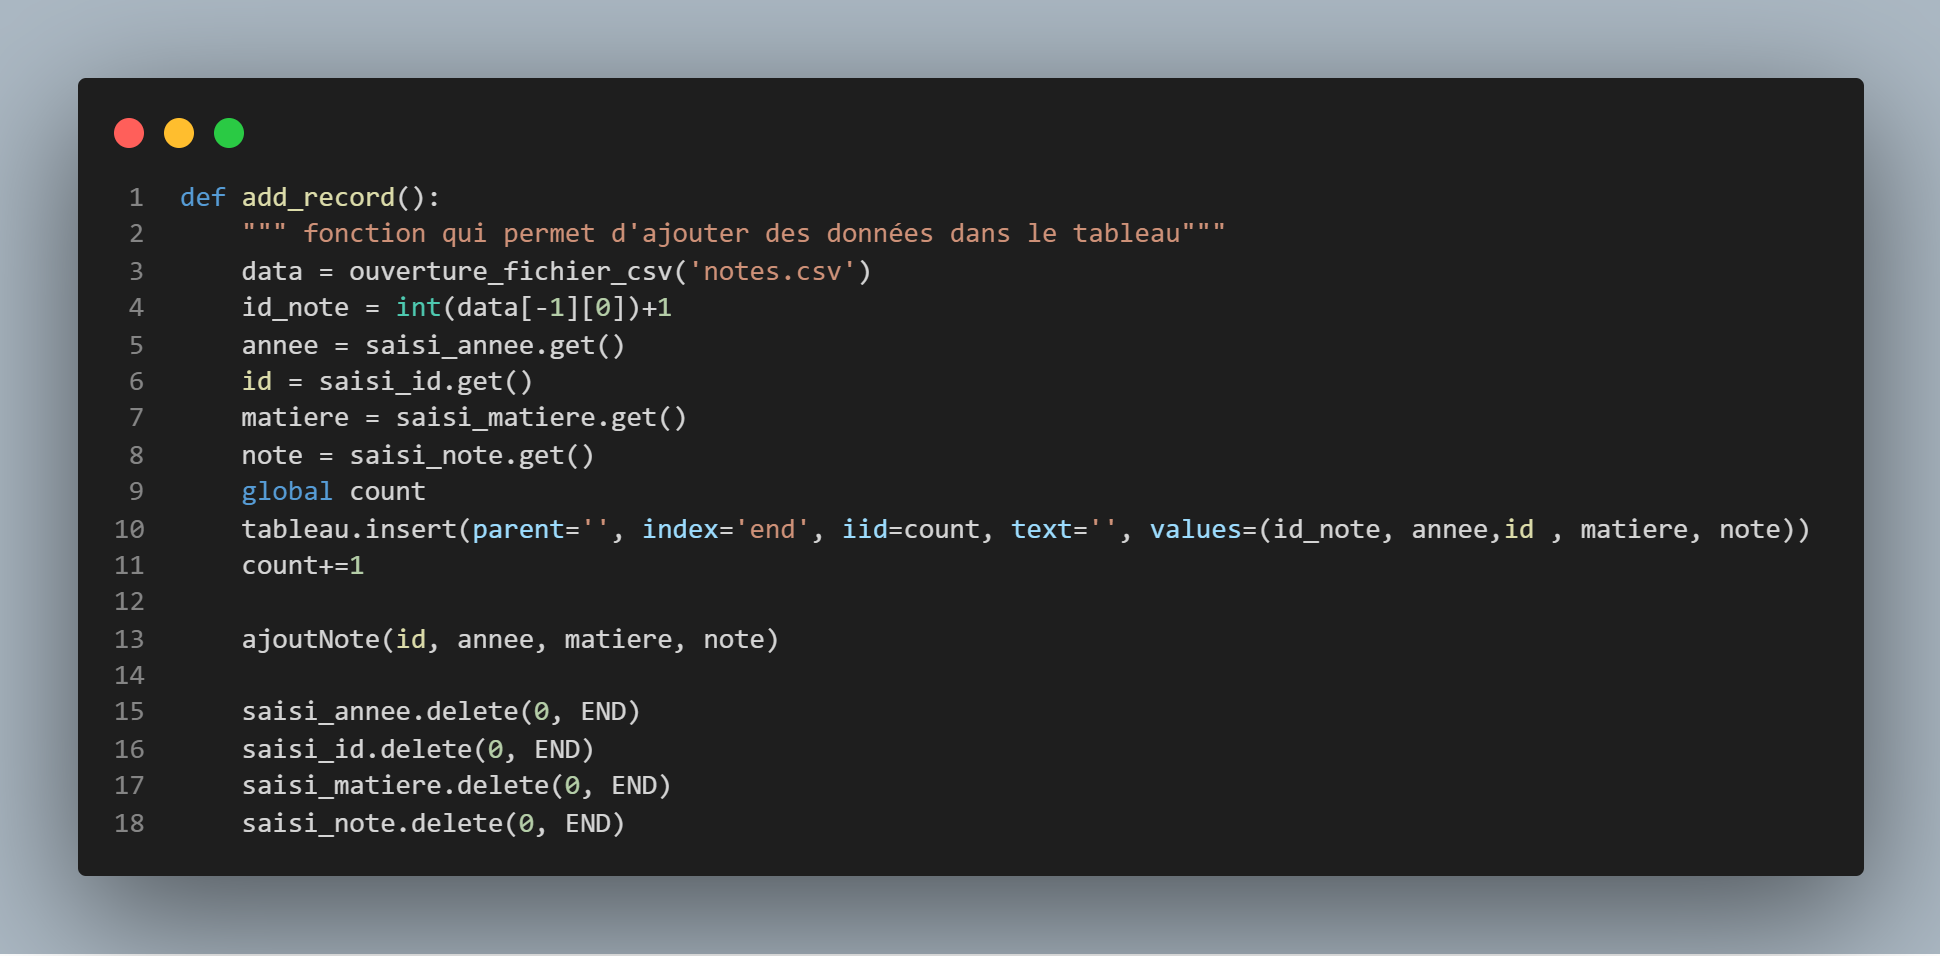 1 def add_record():
2 """ fonction qui permet d'ajouter des données dans le tableau"""
3 data = ouverture_fichier_csv('notes.csv')
4 id_note = int(data[-1][0])+1
5 annee = saisi_annee.get()
6 id = saisi_id.get()
7 matiere = saisi_matiere.get()
8 note = saisi_note.get()
9 global count
10 tableau.insert(parent='', index='end', iid=count, text='', values=(id_note, annee,id , matiere, note))
11 count+=1
12
13 ajoutNote(id, annee, matiere, note)
14
15 saisi_annee.delete(0, END)
16 saisi_id.delete(0, END)
17 saisi_matiere.delete(0, END)
18 saisi_note.delete(0, END)